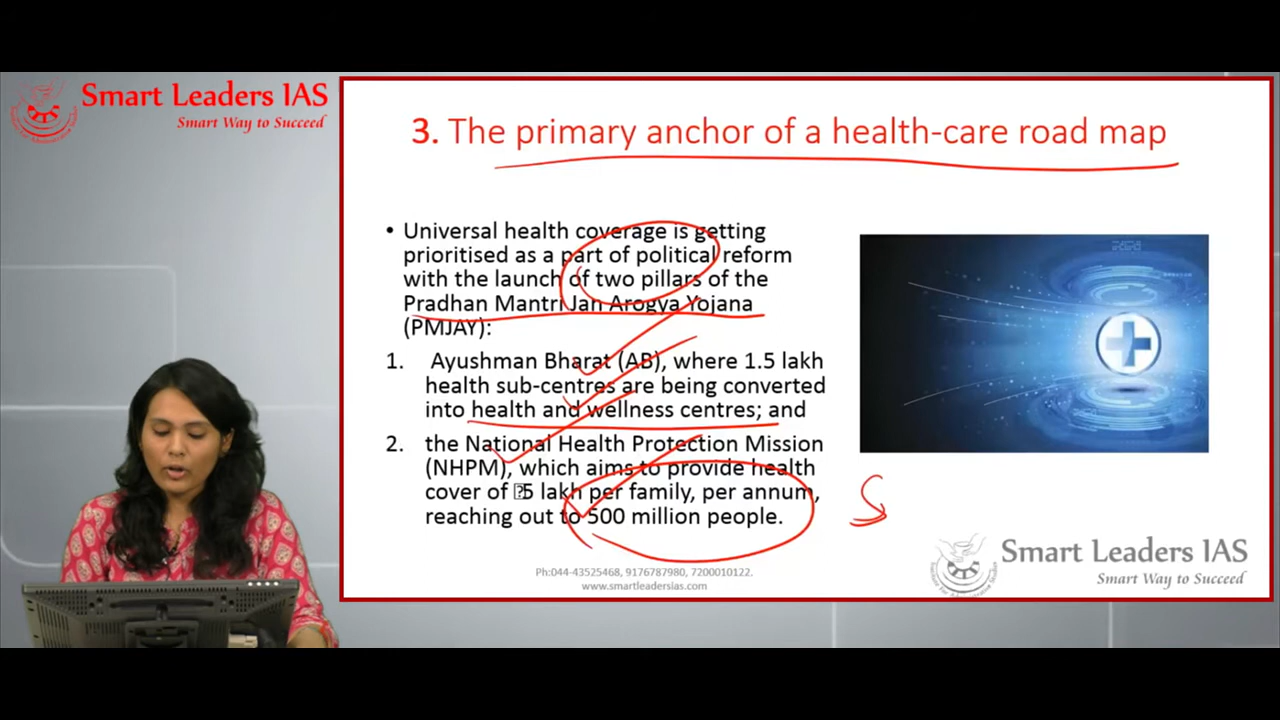 Smart Leaders IAS
Smart Way to Succeed
3. The primary anchor of a health-care road map
• Universal health coverage is getting
prioritised as a part of political reform
with the launch of two pillars of the
Pradhan Mantri Jan Arogya Yojana
(PMJAY):
1. Ayushman Bharat (AB), where 1.5 lakh
health sub-centres are being converted
into health and wellness centres; and
2. the National Health Protection Mission
(NHPM), which aims to provide health
cover of 5 lakh per family, per annum,
reaching out to 500 million people.
Smart Leaders IAS
Smart Way to Succeed
Ph:044-43525468, 9176787980, 7200010122.
www.smartleadersias.com